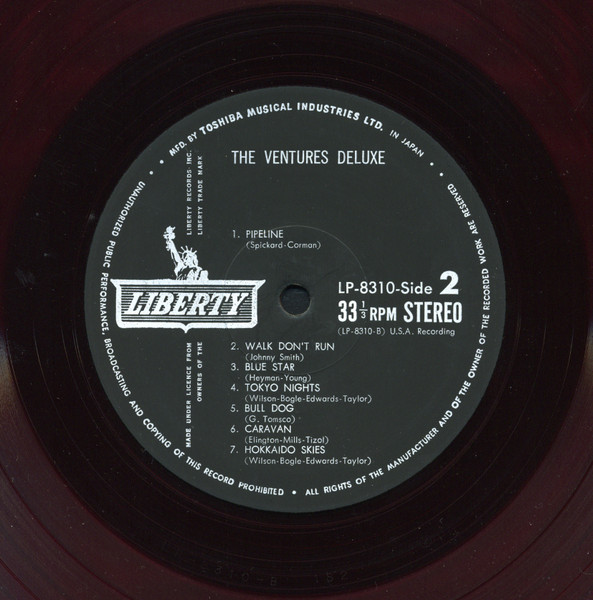 • • MFD. BY TOSHIBA MUSICAL INDUSTRIES LTD. IN JAPAN • •
THE VENTURES DELUXE
LIBERTY RECORDS INC.
LIBERTY TRADE MARK
1. PIPELINE
(Spickard-Corman)
LP-8310-Side 2
LIBERTY
33 1/3 RPM STEREO
(LP-8310-B) U.S.A. Recording
MADE UNDER LICENCE FROM
OWNERS OF THE
2. WALK DON'T RUN
(Johnny Smith)
3. BLUE STAR
(Heyman-Young)
4. TOKYO NIGHTS
(Wilson-Bogle-Edwards-Taylor)
5. BULL DOG
(G. Tomsco)
6. CARAVAN
(Elington-Mills-Tizol)
7. HOKKAIDO SKIES
(Wilson-Bogle-Edwards-Taylor)
UNAUTHORIZED PUBLIC PERFORMANCE, BROADCASTING AND COPYING OF THIS RECORD PROHIBITED • ALL RIGHTS OF THE MANUFACTURER AND OF THE OWNER OF THE RECORDED WORK ARE RESERVED